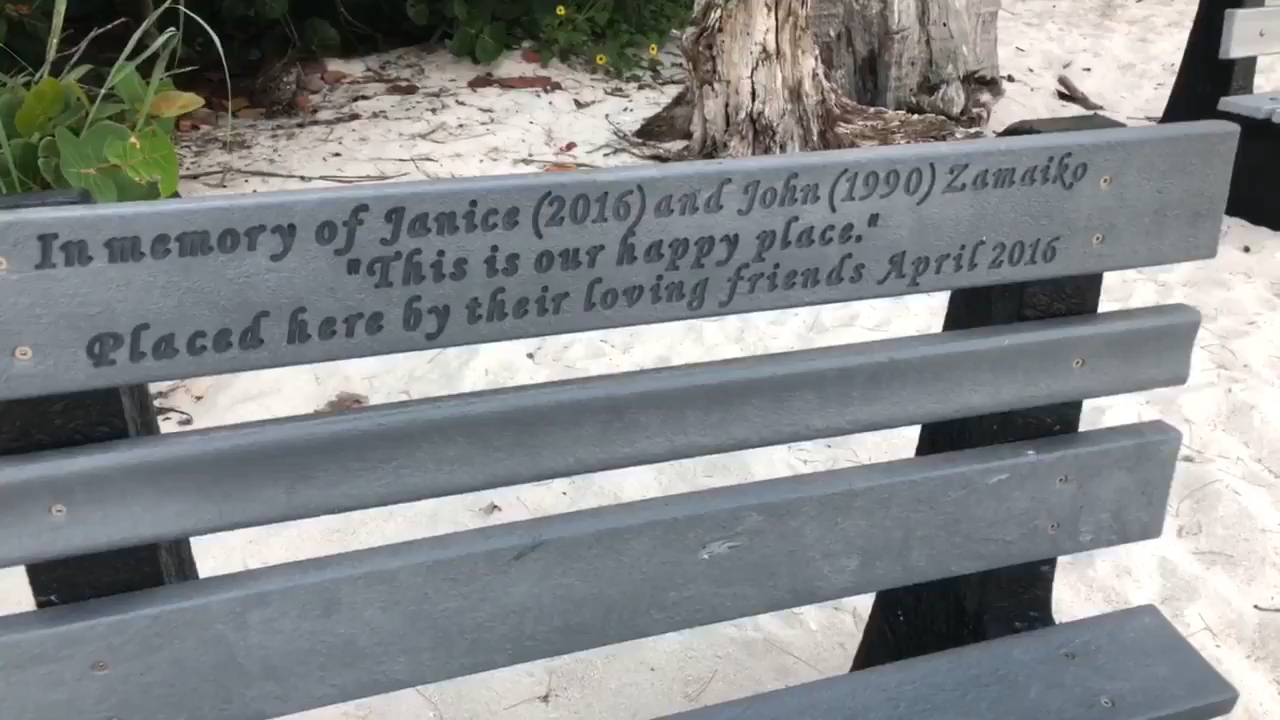 In memory of Janice (2016) and John (1990) Zamaiko
"This is our happy place."
Placed here by their loving friends April 2016